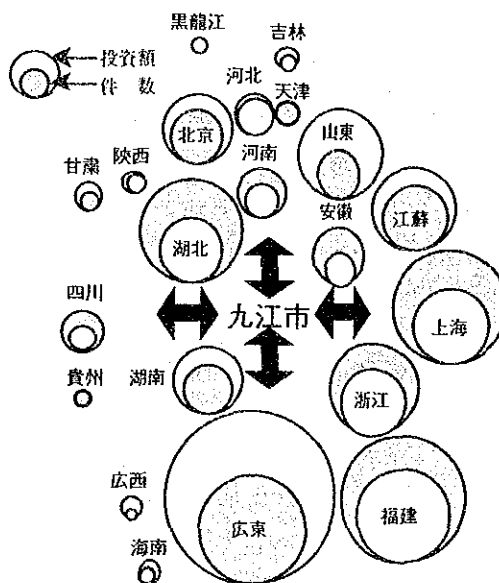 黒龍江
吉林
投資額
件　数
河北
天津
北京
山東
甘粛
陝西
河南
安徽
江蘇
湖北
四川
九江市
上海
貴州
湖南
浙江
広西
広東
福建
海南